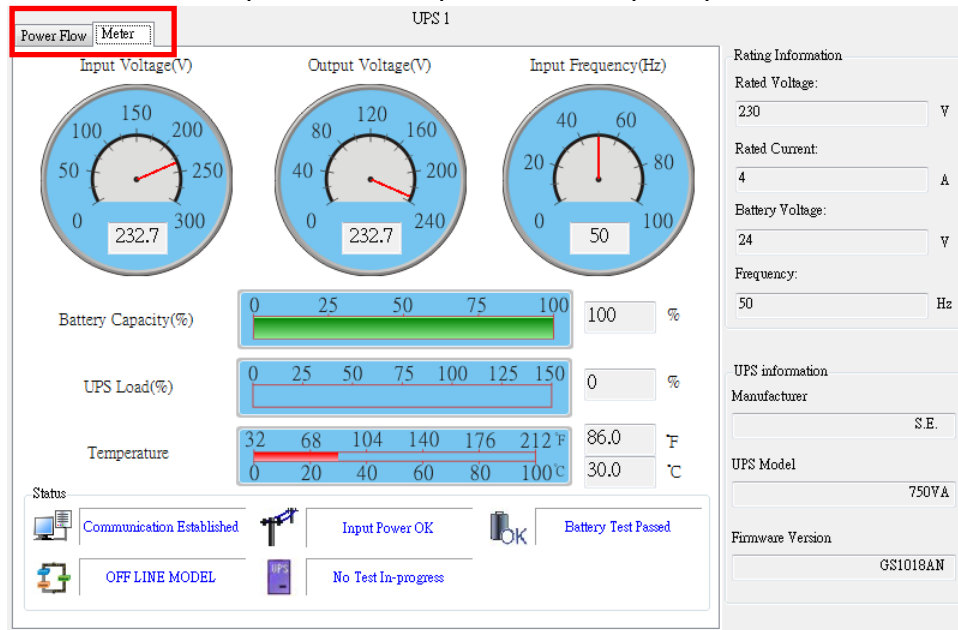 UPS 1
Power Flow Meter
Input Voltage(V)
0 50 100 150 200 250 300
232.7
Output Voltage(V)
0 40 80 120 160 200 240
232.7
Input Frequency(Hz)
0 20 40 60 80 100
50
Battery Capacity(%)
0 25 50 75 100
100 %
UPS Load(%)
0 25 50 75 100 125 150
0 %
Temperature
32 68 104 140 176 212 °F
0 20 40 60 80 100 °C
86.0 °F
30.0 °C
Status
Communication Established
Input Power OK
OK
Battery Test Passed
OFF LINE MODEL
UPS
No Test In-progress
Rating Information
Rated Voltage:
230 V
Rated Current:
4 A
Battery Voltage:
24 V
Frequency:
50 Hz
UPS information
Manufacturer
S.E.
UPS Model
750VA
Firmware Version
GS1018AN